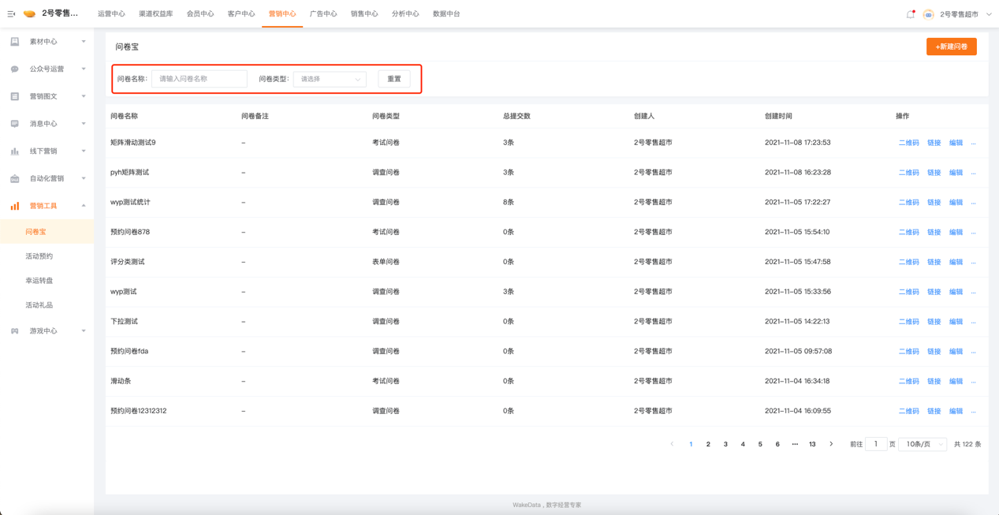 2号零售...
运营中心 渠道权益库 会员中心 客户中心 营销中心 广告中心 销售中心 分析中心 数据中台
2号零售超市
素材中心
公众号运营
营销图文
消息中心
线下营销
自动化营销
营销工具
问卷宝
活动预约
幸运转盘
活动礼品
游戏中心
问卷宝
+新建问卷
问卷名称: 请输入问卷名称 问卷类型: 请选择 重置
问卷名称 问卷备注 问卷类型 总提交数 创建人 创建时间 操作
矩阵滑动测试9 – 考试问卷 3条 2号零售超市 2021-11-08 17:23:53 二维码 链接 编辑 ...
pyh矩阵测试 – 调查问卷 3条 2号零售超市 2021-11-08 16:23:28 二维码 链接 编辑 ...
wyp测试统计 – 调查问卷 8条 2号零售超市 2021-11-05 17:22:27 二维码 链接 编辑 ...
预约问卷878 – 考试问卷 0条 2号零售超市 2021-11-05 15:54:10 二维码 链接 编辑 ...
评分类测试 – 表单问卷 0条 2号零售超市 2021-11-05 15:47:58 二维码 链接 编辑 ...
wyp测试 – 调查问卷 3条 2号零售超市 2021-11-05 15:33:56 二维码 链接 编辑 ...
下拉测试 – 调查问卷 0条 2号零售超市 2021-11-05 14:22:13 二维码 链接 编辑 ...
预约问卷fda – 调查问卷 0条 2号零售超市 2021-11-05 09:57:08 二维码 链接 编辑 ...
滑动条 – 考试问卷 0条 2号零售超市 2021-11-04 16:34:18 二维码 链接 编辑 ...
预约问卷12312312 – 调查问卷 0条 2号零售超市 2021-11-04 16:09:55 二维码 链接 编辑 ...
1 2 3 4 5 6 ... 13 前往 1 页 10条/页 共 122 条
WakeData，数字经营专家